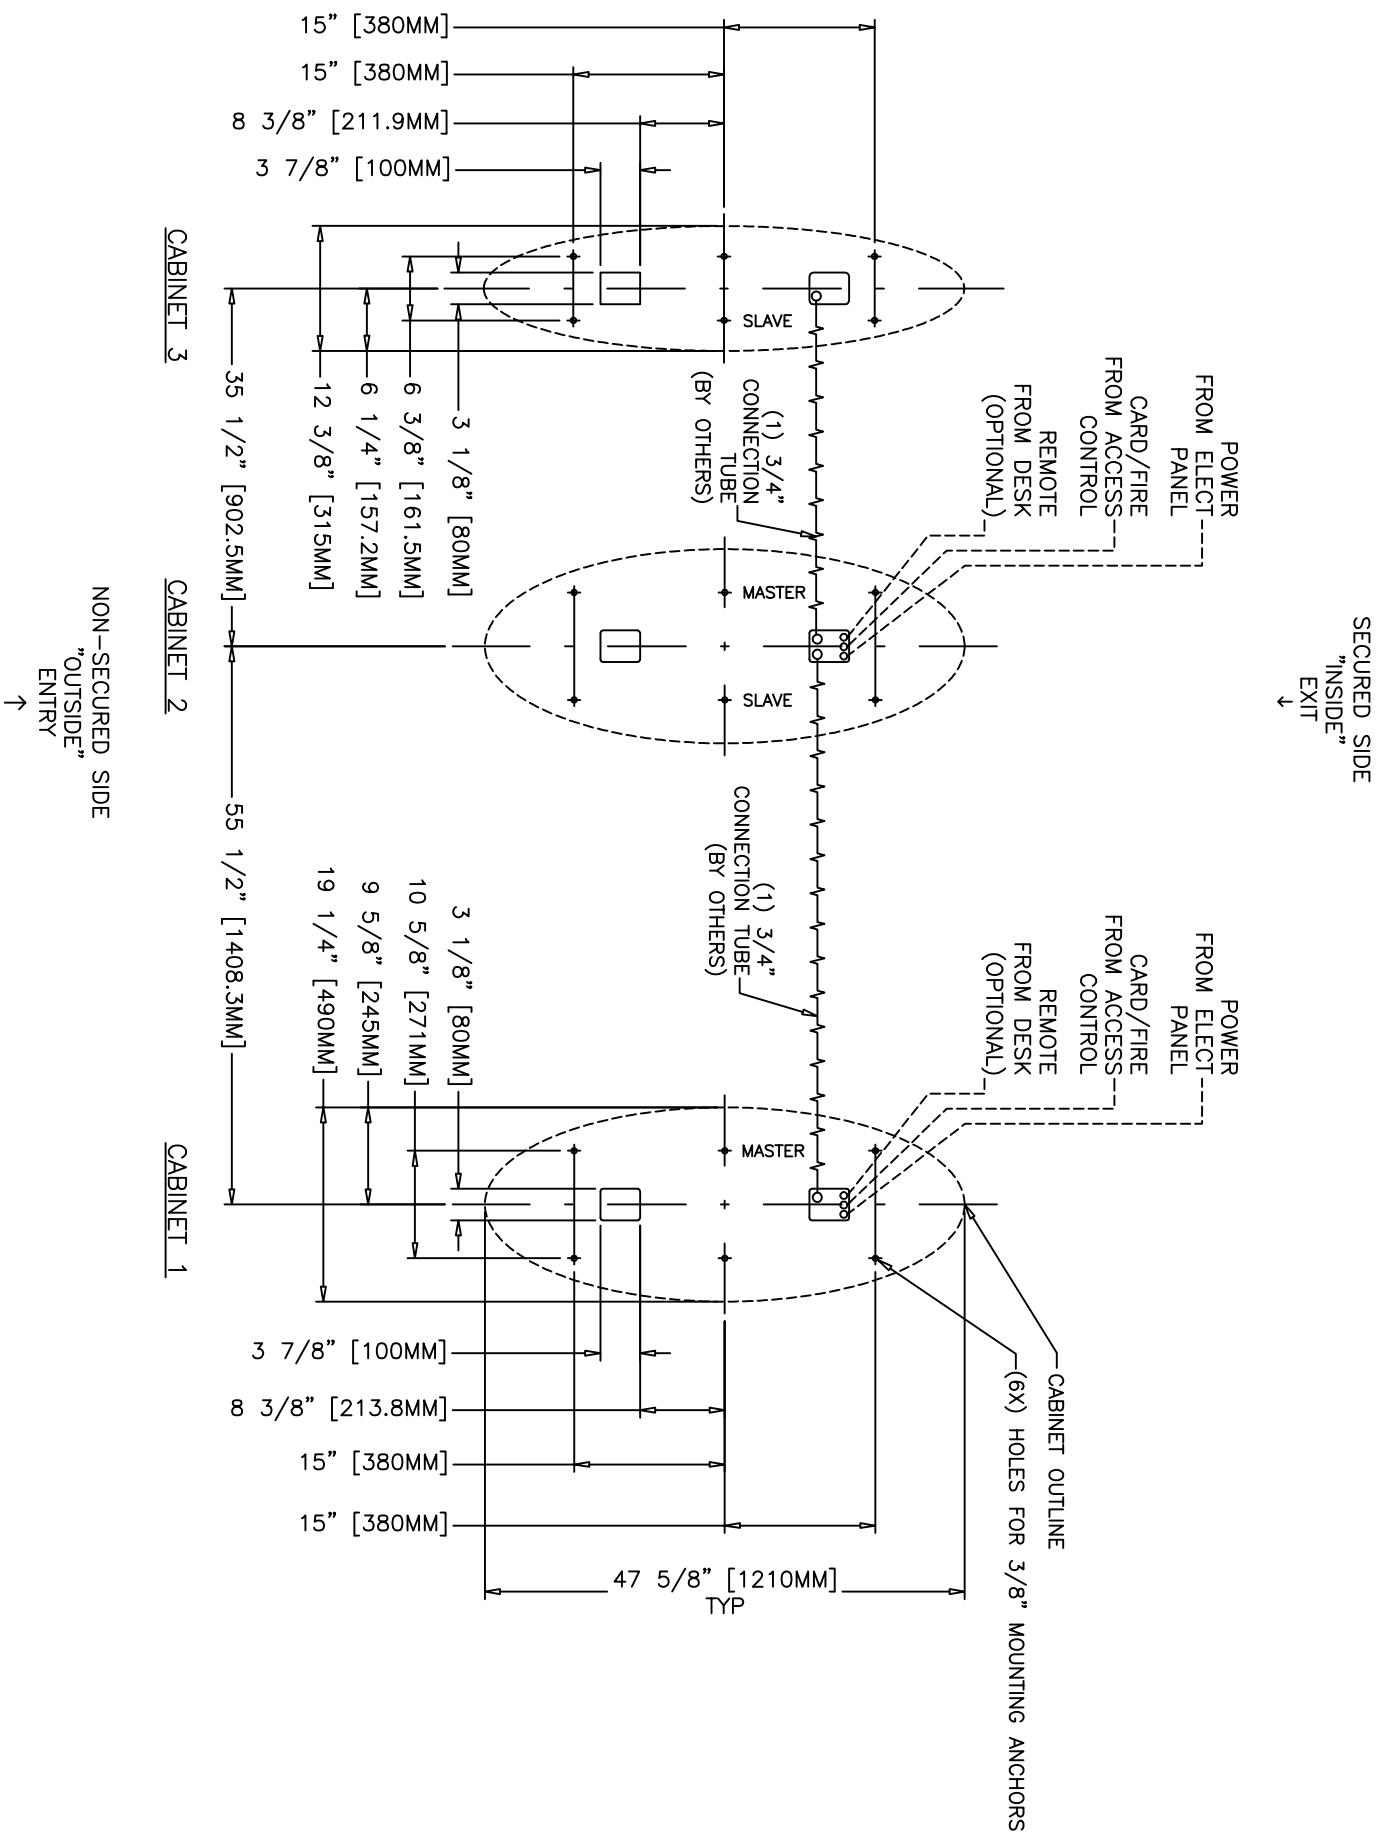 SECURED SIDE
"INSIDE"
EXIT
↓
POWER
FROM ELECT
PANEL
CARD/FIRE
FROM ACCESS
CONTROL
REMOTE
FROM DESK
(OPTIONAL)
POWER
FROM ELECT
PANEL
CARD/FIRE
FROM ACCESS
CONTROL
REMOTE
FROM DESK
(OPTIONAL)
CABINET OUTLINE
(6X) HOLES FOR 3/8" MOUNTING ANCHORS
(1) 3/4"
CONNECTION
TUBE
(BY OTHERS)
(1) 3/4"
CONNECTION TUBE
(BY OTHERS)
SLAVE
MASTER
SLAVE
MASTER
15" [380MM]
15" [380MM]
8 3/8" [211.9MM]
3 7/8" [100MM]
3 1/8" [80MM]
6 3/8" [161.5MM]
6 1/4" [157.2MM]
12 3/8" [315MM]
35 1/2" [902.5MM]
55 1/2" [1408.3MM]
3 1/8" [80MM]
10 5/8" [271MM]
9 5/8" [245MM]
19 1/4" [490MM]
3 7/8" [100MM]
8 3/8" [213.8MM]
15" [380MM]
15" [380MM]
47 5/8" [1210MM]
TYP
CABINET 3
CABINET 2
CABINET 1
NON-SECURED SIDE
"OUTSIDE"
ENTRY
↑